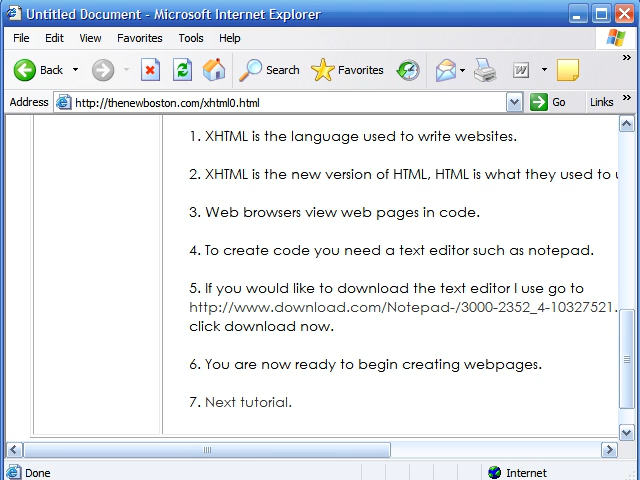 Untitled Document - Microsoft Internet Explorer
File Edit View Favorites Tools Help
Back Search Favorites
Address http://thenewboston.com/xhtml0.html Go Links
1. XHTML is the language used to write websites.
2. XHTML is the new version of HTML, HTML is what they used to
3. Web browsers view web pages in code.
4. To create code you need a text editor such as notepad.
5. If you would like to download the text editor I use go to
http://www.download.com/Notepad-/3000-2352_4-10327521.
click download now.
6. You are now ready to begin creating webpages.
7. Next tutorial.
Done Internet